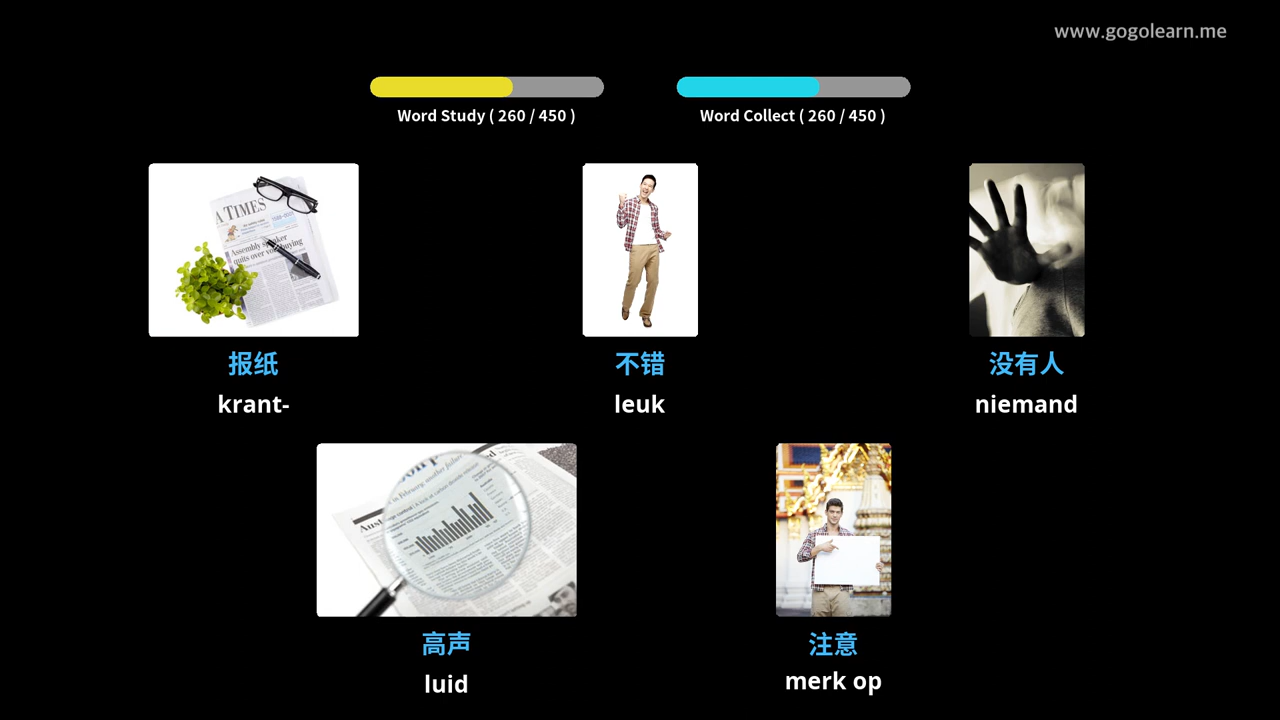 www.gogolearn.me
Word Study ( 260 / 450 )
Word Collect ( 260 / 450 )
A TIMES
报纸
krant-
不错
leuk
没有人
niemand
高声
luid
注意
merk op